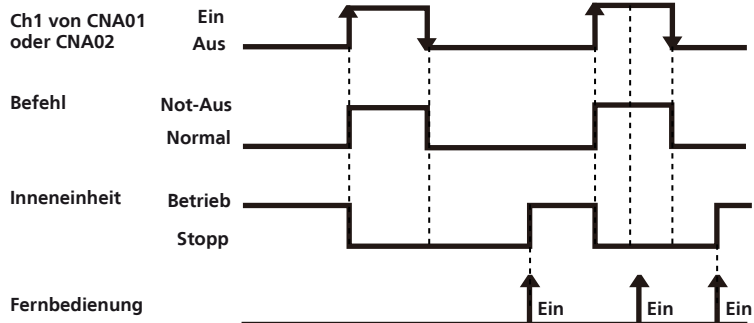 Ch1 von CNA01
oder CNA02
Ein
Aus
Befehl
Not-Aus
Normal
Inneneinheit
Betrieb
Stopp
Fernbedienung
Ein
Ein
Ein